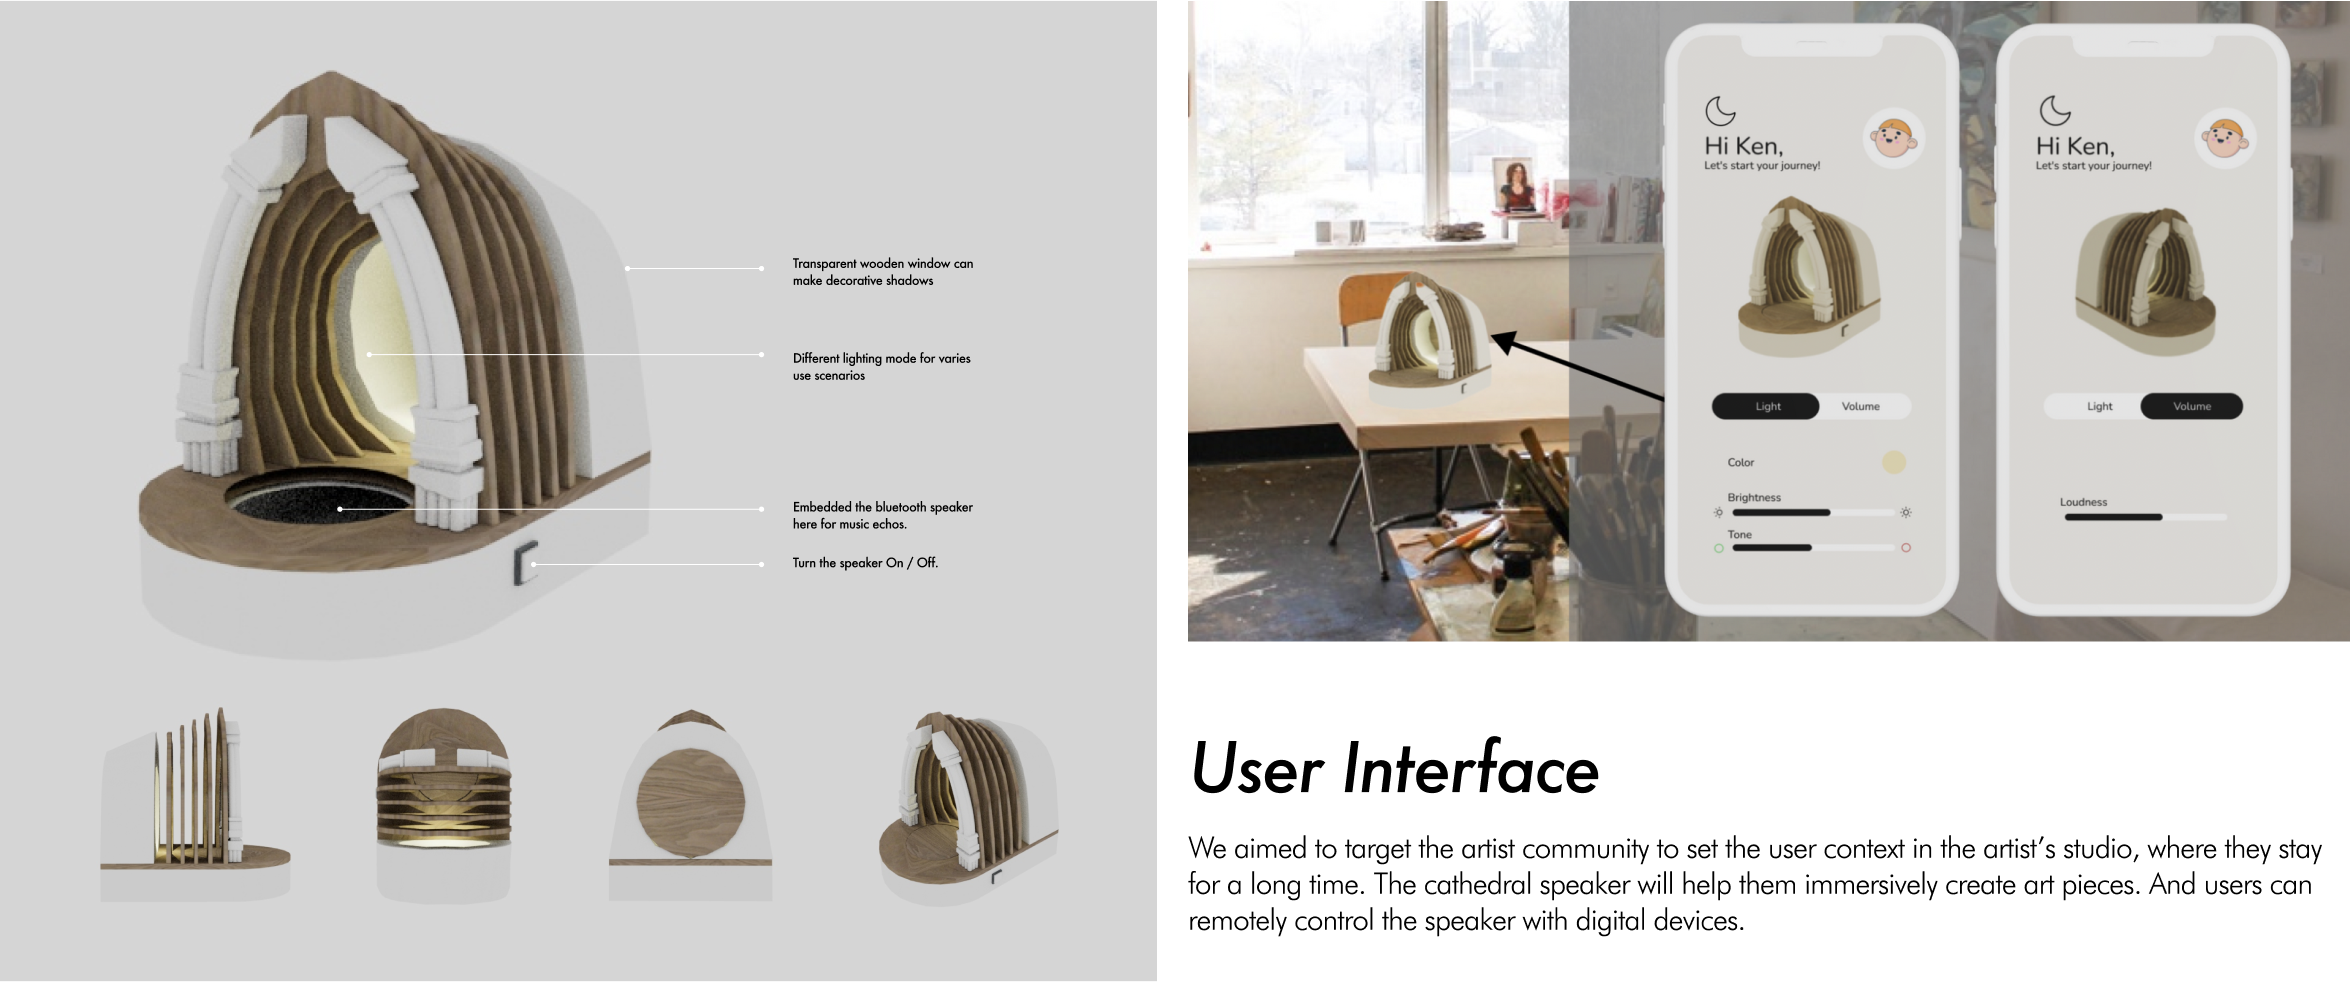 Transparent wooden window can
make decorative shadows
Different lighting mode for varies
use scenarios
Embedded the bluetooth speaker
here for music echos.
Turn the speaker On / Off.
Hi Ken,
Let's start your journey!
Light Volume
Color
Brightness
Tone
Hi Ken,
Let's start your journey!
Light Volume
Loudness
User Interface
We aimed to target the artist community to set the user context in the artist's studio, where they stay
for a long time. The cathedral speaker will help them immersively create art pieces. And users can
remotely control the speaker with digital devices.